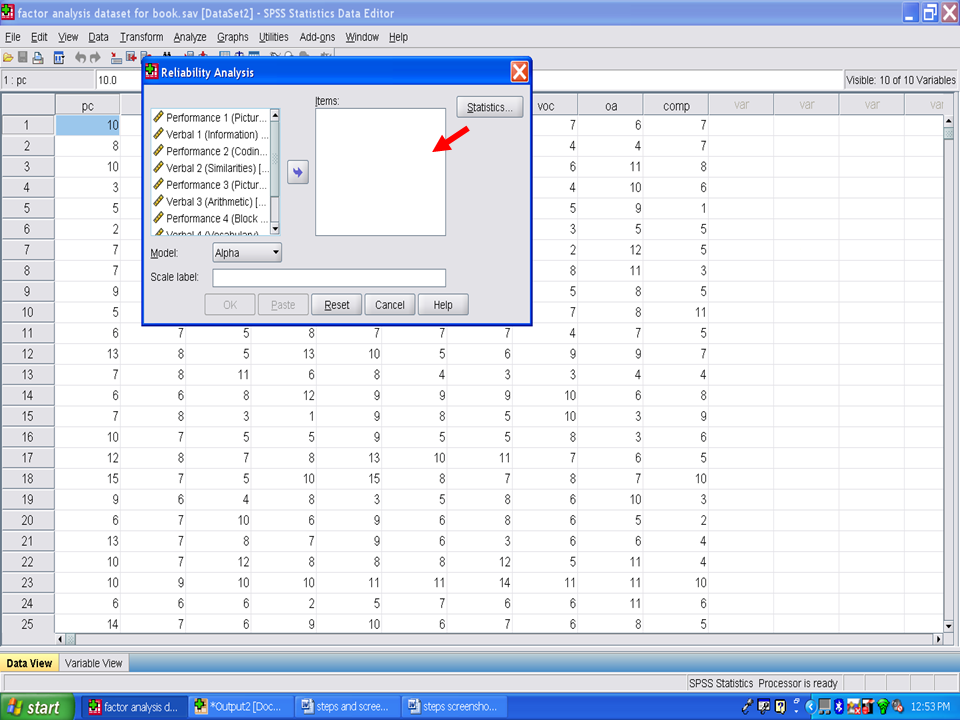 factor analysis dataset for book.sav [DataSet2] - SPSS Statistics Data Editor
File Edit View Data Transform Analyze Graphs Utilities Add-ons Window Help
1 : pc 10.0 Visible: 10 of 10 Variables
Reliability Analysis
Items:
Statistics...
Performance 1 (Pictur...
Verbal 1 (Information) ...
Performance 2 (Codin...
Verbal 2 (Similarities) [...
Performance 3 (Pictur...
Verbal 3 (Arithmetic) [...
Performance 4 (Block ...
Verbal 4 (Vocabulary)
Model: Alpha
Scale label:
OK Paste Reset Cancel Help
pc voc oa comp var var var var
1 10 7 6 7
2 8 4 4 7
3 10 6 11 8
4 3 4 10 6
5 5 5 9 1
6 2 3 5 5
7 7 2 12 5
8 7 8 11 3
9 9 5 8 5
10 5 7 8 11
11 6 7 5 8 7 7 7 4 7 5
12 13 8 5 13 10 5 6 9 9 7
13 7 8 11 6 8 4 3 3 4 4
14 6 6 8 12 9 9 9 10 6 8
15 7 8 3 1 9 8 5 10 3 9
16 10 7 5 5 9 5 5 8 3 6
17 12 8 7 8 13 10 11 7 6 5
18 15 7 5 10 15 8 7 8 7 10
19 9 6 4 8 3 5 8 6 10 3
20 6 7 10 6 9 6 8 6 5 2
21 13 7 8 7 9 6 3 6 6 4
22 10 7 12 8 8 8 12 5 11 4
23 10 9 10 10 11 11 14 11 11 10
24 6 6 6 2 5 7 6 6 11 6
25 14 7 6 9 10 6 7 6 8 5
Data View Variable View
SPSS Statistics Processor is ready
start factor analysis d... *Output2 [Doc... steps and scree... steps screensho... 12:53 PM